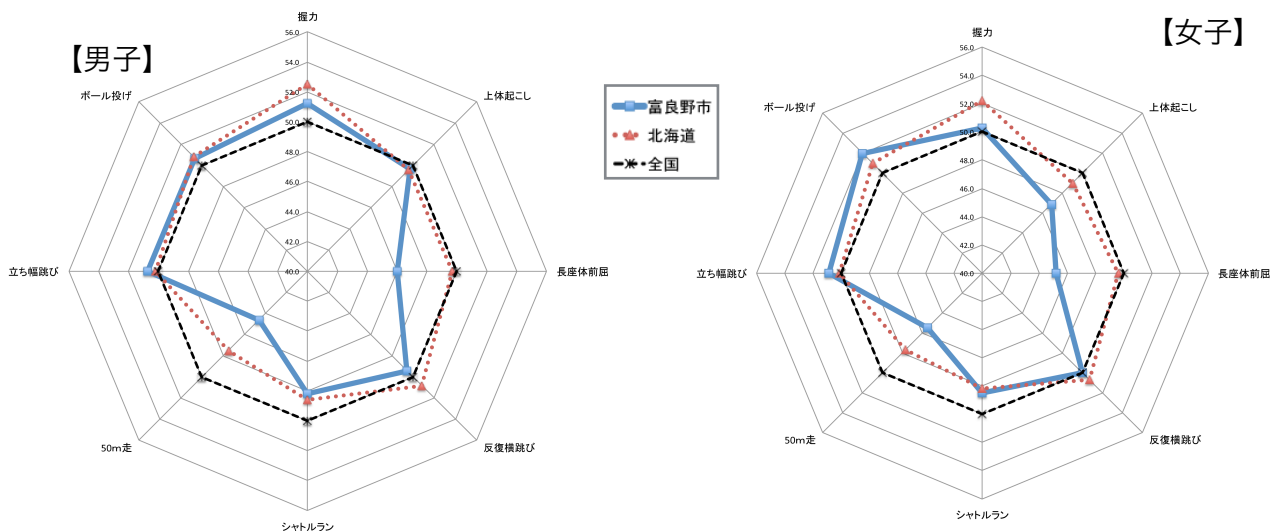 【男子】
握力
56.0
54.0
52.0
50.0
48.0
46.0
44.0
42.0
40.0
上体起こし
長座体前屈
反復横跳び
シャトルラン
50m走
立ち幅跳び
ボール投げ
富良野市
北海道
全国
【女子】
握力
56.0
54.0
52.0
50.0
48.0
46.0
44.0
42.0
40.0
上体起こし
長座体前屈
反復横跳び
シャトルラン
50m走
立ち幅跳び
ボール投げ